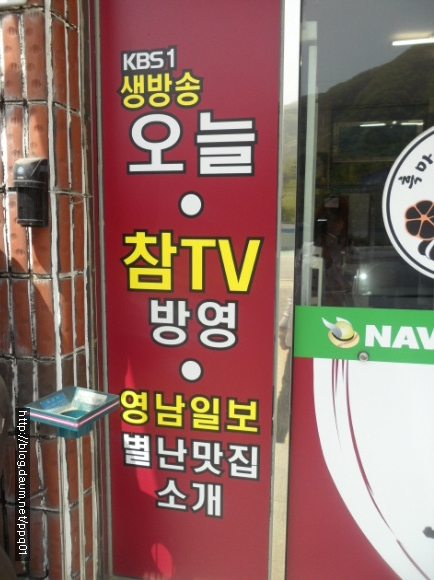 KBS1
생방송
오늘
•
참TV
방영
•
영남일보
별난맛집
소개
NAV
http://blog.daum.net/ppq01